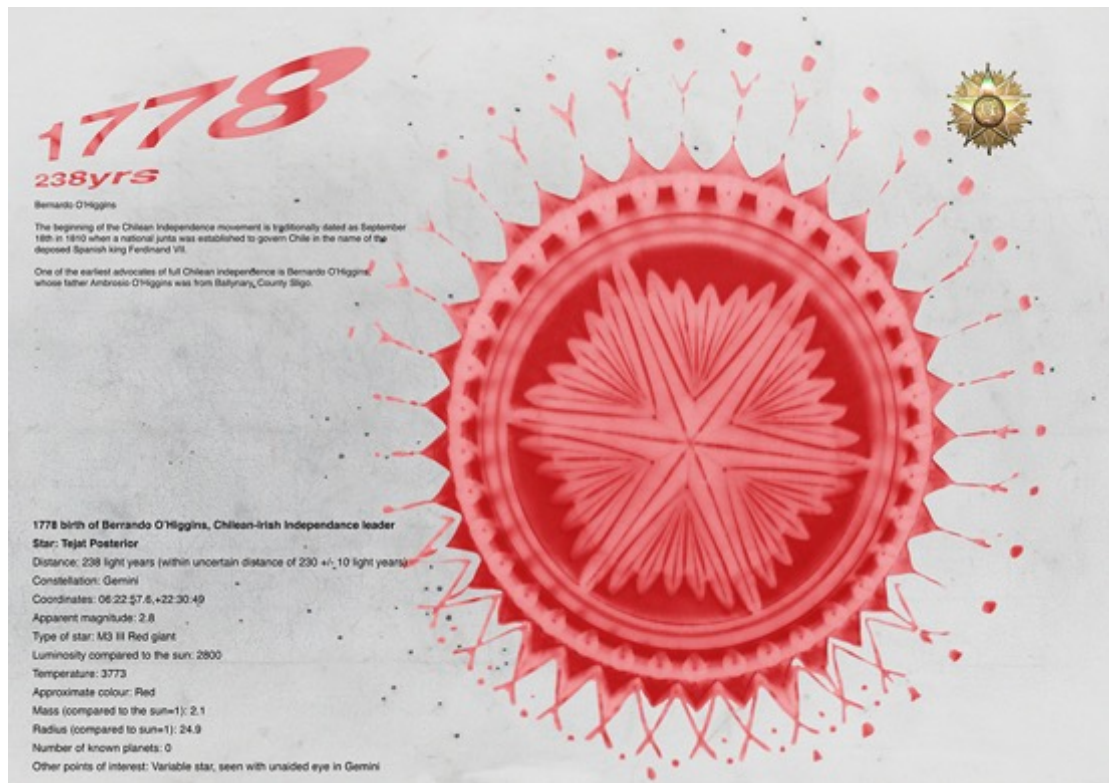 1778
238yrs
Bernardo O'Higgins
The beginning of the Chilean Independence movement is traditionally dated as September
18th in 1810 when a national junta was established to govern Chile in the name of the
deposed Spanish king Ferdinand VII.
One of the earliest advocates of full Chilean independence is Bernardo O'Higgins,
whose father Ambrosio O'Higgins was from Ballynary, County Sligo.
1778 birth of Berrando O'Higgins, Chilean-Irish Independance leader
Star: Tejat Posterior
Distance: 238 light years (within uncertain distance of 230 +/- 10 light years)
Constellation: Gemini
Coordinates: 06:22:57.6,+22:30:49
Apparent magnitude: 2.8
Type of star: M3 III Red giant
Luminosity compared to the sun: 2800
Temperature: 3773
Approximate colour: Red
Mass (compared to the sun=1): 2.1
Radius (compared to sun=1): 24.9
Number of known planets: 0
Other points of interest: Variable star, seen with unaided eye in Gemini